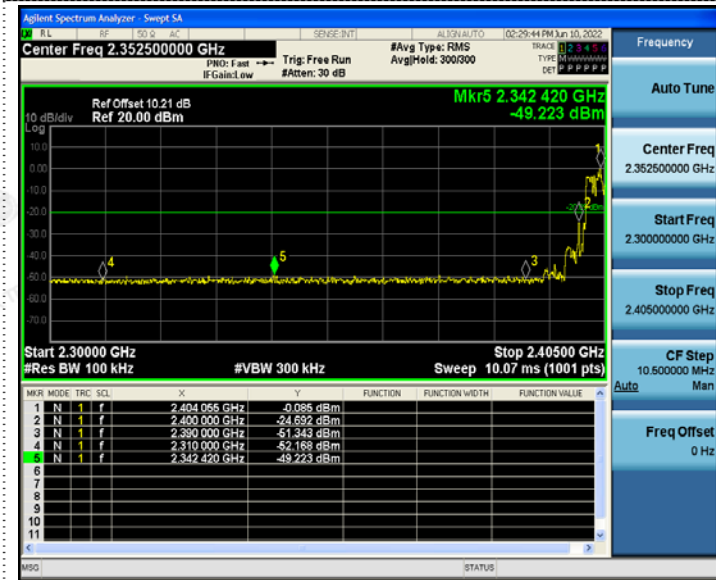 Agilent Spectrum Analyzer - Swept SA
RL RF 50 Ω AC SENSE:INT ALIGN AUTO 02:29:44 PM Jun 10, 2022
Center Freq 2.352500000 GHz #Avg Type: RMS TRACE 1 2 3 4 5 6
PNO: Fast Trig: Free Run Avg|Hold: 300/300 TYPE M
IFGain:Low #Atten: 30 dB DET P P P P P P
Frequency
Auto Tune
Center Freq
2.352500000 GHz
Start Freq
2.300000000 GHz
Stop Freq
2.405000000 GHz
CF Step
10.500000 MHz
Auto Man
Freq Offset
0 Hz
Mkr5 2.342 420 GHz
Ref Offset 10.21 dB
10 dB/div Ref 20.00 dBm -49.223 dBm
Log
10.0
0.00
-10.0
-20.0
-30.0
-40.0
-50.0
-60.0
-70.0
1
2
3
4
5
Start 2.30000 GHz Stop 2.40500 GHz
#Res BW 100 kHz #VBW 300 kHz Sweep 10.07 ms (1001 pts)
MKR MODE TRC SCL X Y FUNCTION FUNCTION WIDTH FUNCTION VALUE
1 N 1 f 2.404 055 GHz -0.085 dBm
2 N 1 f 2.400 000 GHz -24.692 dBm
3 N 1 f 2.390 000 GHz -51.343 dBm
4 N 1 f 2.310 000 GHz -52.168 dBm
5 N 1 f 2.342 420 GHz -49.223 dBm
6
7
8
9
10
11
MSG STATUS